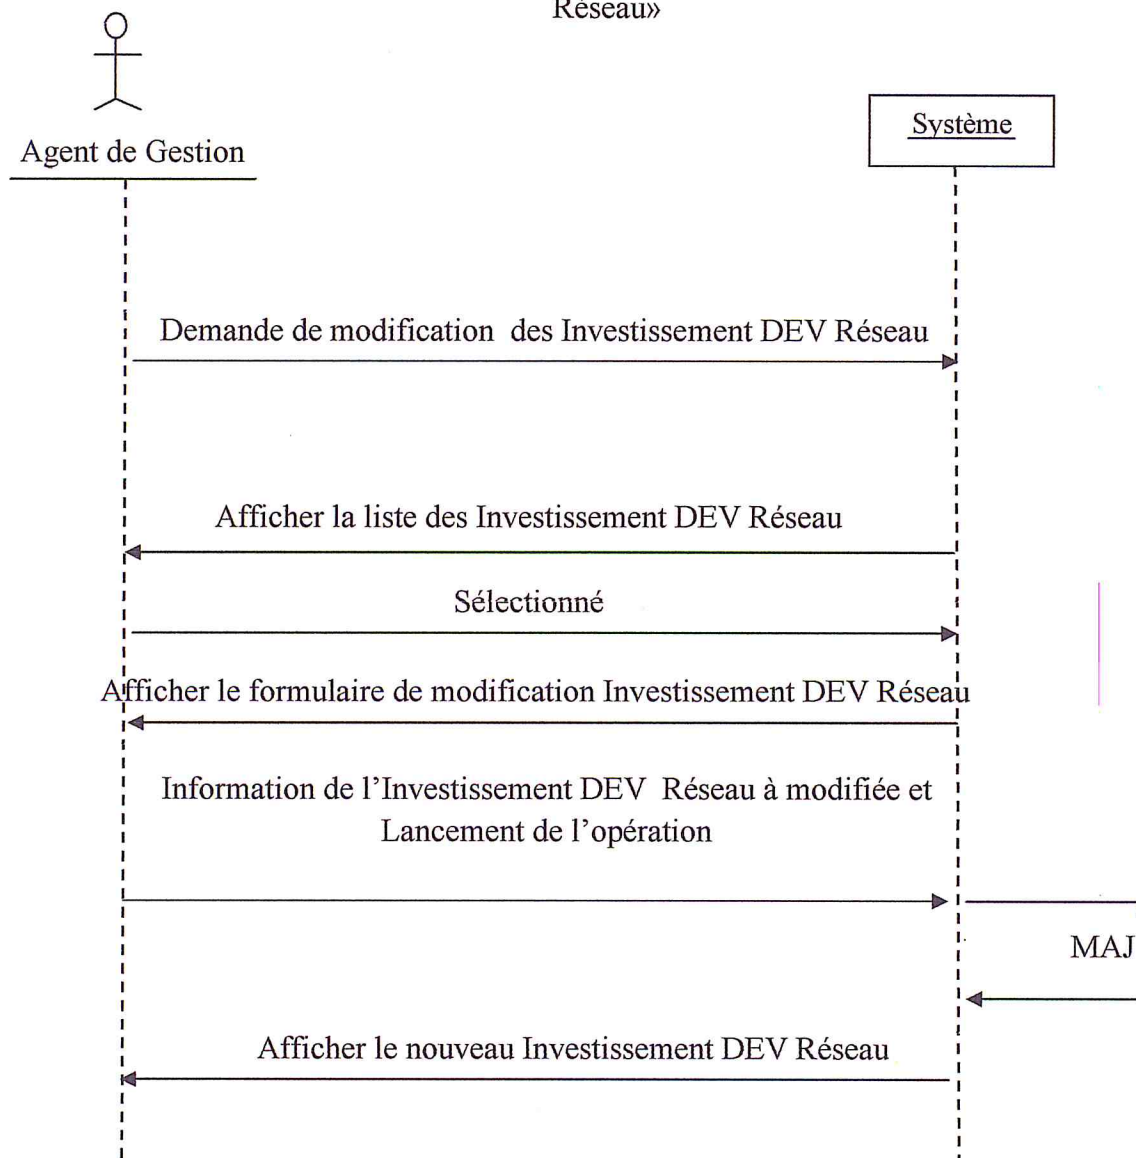 Réseau»
Système
Agent de Gestion
Demande de modification des Investissement DEV Réseau
Afficher la liste des Investissement DEV Réseau
Sélectionné
Afficher le formulaire de modification Investissement DEV Réseau
Information de l’Investissement DEV Réseau à modifiée et
Lancement de l’opération
MAJ
Afficher le nouveau Investissement DEV Réseau